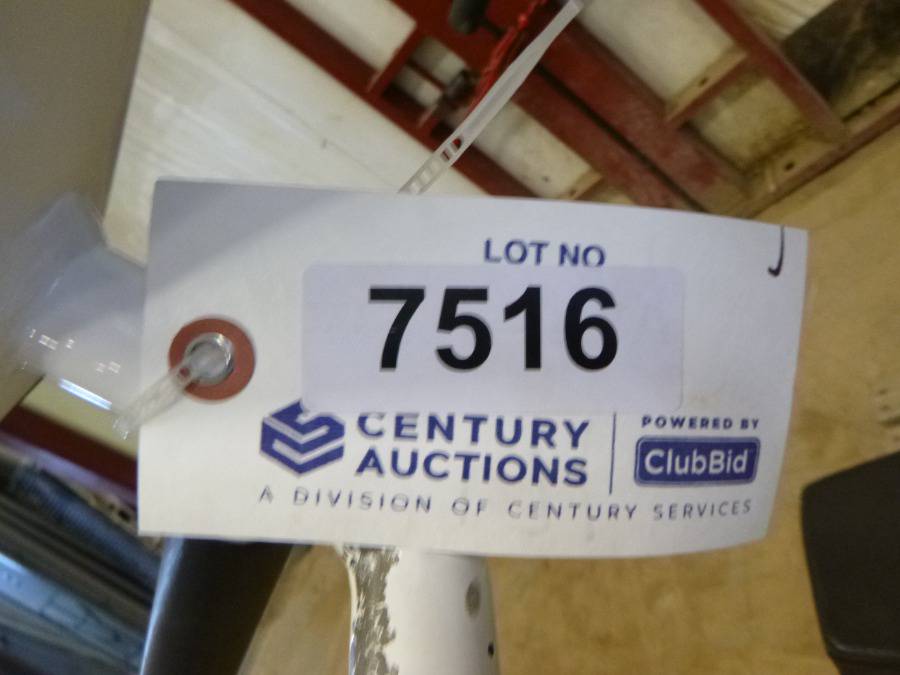 LOT NO
7516
CENTURY
AUCTIONS
A DIVISION OF CENTURY SERVICES
POWERED BY
ClubBid